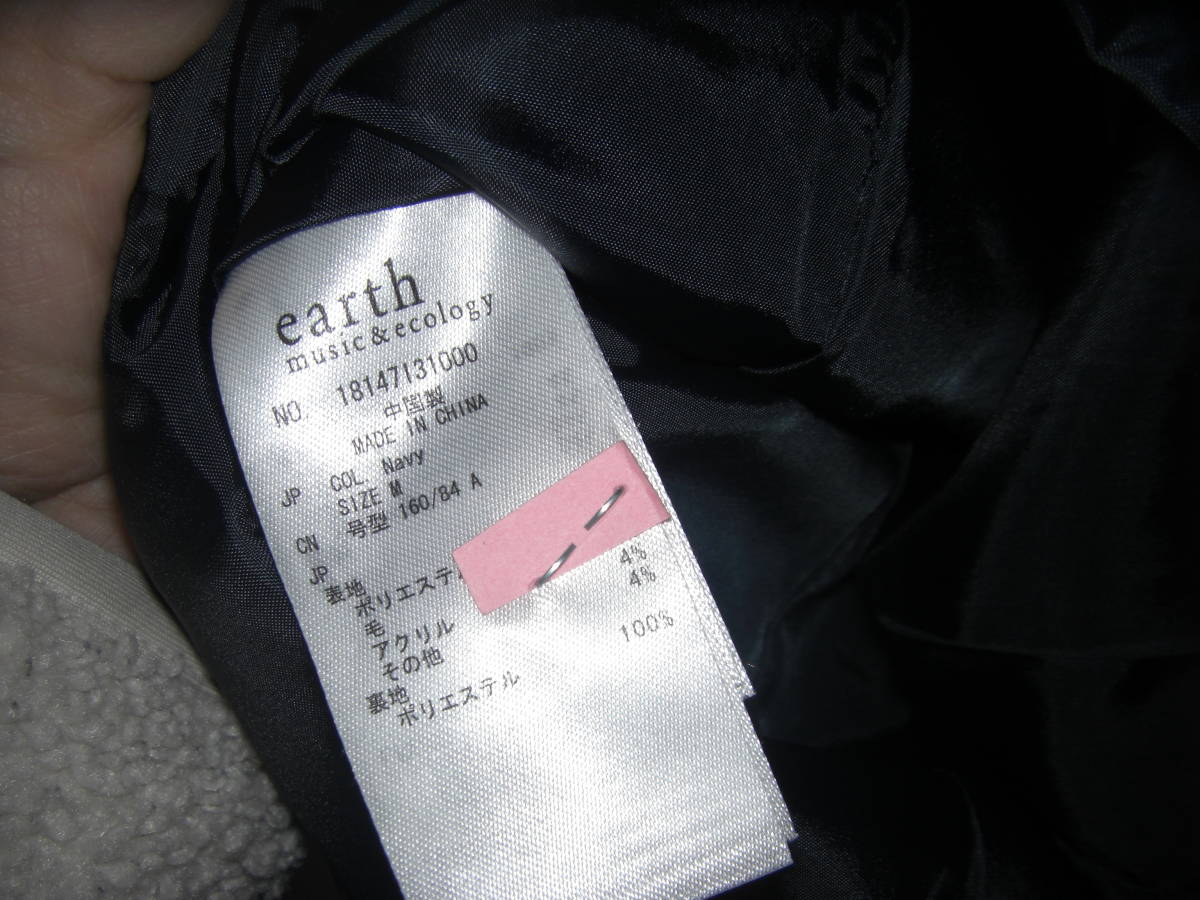 earth
music&ecology
NO. 18147131000
中国製
MADE IN CHINA
JP COL. Navy
SIZE M
CN 号型 160/84 A
JP
表地
ポリエステ
毛
アクリル 4%
その他 4%
裏地
ポリエステル 100%